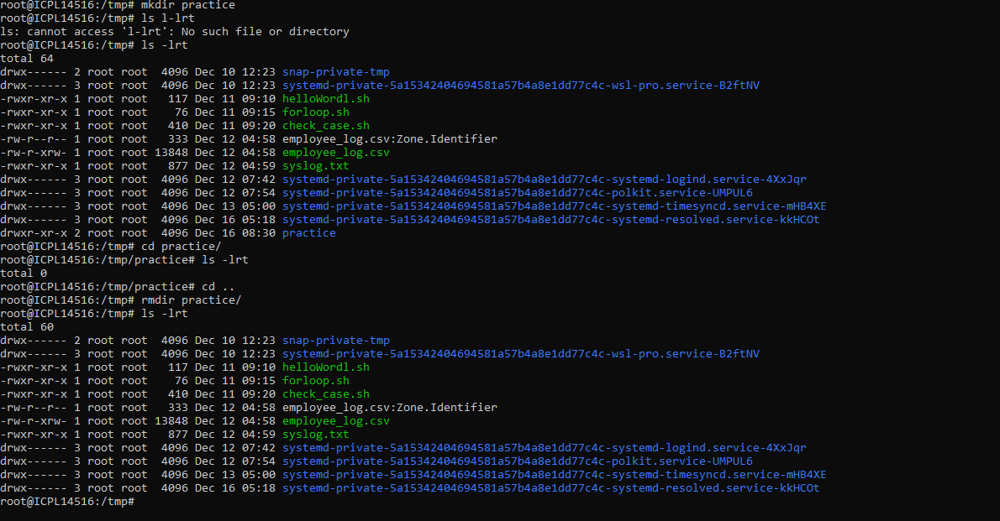 root@ICPL14516:/tmp# mkdir practice
root@ICPL14516:/tmp# ls l-lrt
ls: cannot access 'l-lrt': No such file or directory
root@ICPL14516:/tmp# ls -lrt
total 64
drwx------ 2 root root  4096 Dec 10 12:23 snap-private-tmp
drwx------ 3 root root  4096 Dec 10 12:23 systemd-private-5a15342404694581a57b4a8e1dd77c4c-wsl-pro.service-B2ftNV
-rwxr-xr-x 1 root root   117 Dec 11 09:10 helloWordl.sh
-rwxr-xr-x 1 root root    76 Dec 11 09:15 forloop.sh
-rwxr-xr-x 1 root root   410 Dec 11 09:20 check_case.sh
-rw-r--r-- 1 root root   333 Dec 12 04:58 employee_log.csv:Zone.Identifier
-rw-r-xrw- 1 root root 13848 Dec 12 04:58 employee_log.csv
-rwxr-xr-x 1 root root   877 Dec 12 04:59 syslog.txt
drwx------ 3 root root  4096 Dec 12 07:42 systemd-private-5a15342404694581a57b4a8e1dd77c4c-systemd-logind.service-4XxJqr
drwx------ 3 root root  4096 Dec 12 07:54 systemd-private-5a15342404694581a57b4a8e1dd77c4c-polkit.service-UMPUL6
drwx------ 3 root root  4096 Dec 13 05:00 systemd-private-5a15342404694581a57b4a8e1dd77c4c-systemd-timesyncd.service-mHB4XE
drwx------ 3 root root  4096 Dec 16 05:18 systemd-private-5a15342404694581a57b4a8e1dd77c4c-systemd-resolved.service-kkHCOt
drwxr-xr-x 2 root root  4096 Dec 16 08:30 practice
root@ICPL14516:/tmp# cd practice/
root@ICPL14516:/tmp/practice# ls -lrt
total 0
root@ICPL14516:/tmp/practice# cd ..
root@ICPL14516:/tmp# rmdir practice/
root@ICPL14516:/tmp# ls -lrt
total 60
drwx------ 2 root root  4096 Dec 10 12:23 snap-private-tmp
drwx------ 3 root root  4096 Dec 10 12:23 systemd-private-5a15342404694581a57b4a8e1dd77c4c-wsl-pro.service-B2ftNV
-rwxr-xr-x 1 root root   117 Dec 11 09:10 helloWordl.sh
-rwxr-xr-x 1 root root    76 Dec 11 09:15 forloop.sh
-rwxr-xr-x 1 root root   410 Dec 11 09:20 check_case.sh
-rw-r--r-- 1 root root   333 Dec 12 04:58 employee_log.csv:Zone.Identifier
-rw-r-xrw- 1 root root 13848 Dec 12 04:58 employee_log.csv
-rwxr-xr-x 1 root root   877 Dec 12 04:59 syslog.txt
drwx------ 3 root root  4096 Dec 12 07:42 systemd-private-5a15342404694581a57b4a8e1dd77c4c-systemd-logind.service-4XxJqr
drwx------ 3 root root  4096 Dec 12 07:54 systemd-private-5a15342404694581a57b4a8e1dd77c4c-polkit.service-UMPUL6
drwx------ 3 root root  4096 Dec 13 05:00 systemd-private-5a15342404694581a57b4a8e1dd77c4c-systemd-timesyncd.service-mHB4XE
drwx------ 3 root root  4096 Dec 16 05:18 systemd-private-5a15342404694581a57b4a8e1dd77c4c-systemd-resolved.service-kkHCOt
root@ICPL14516:/tmp#